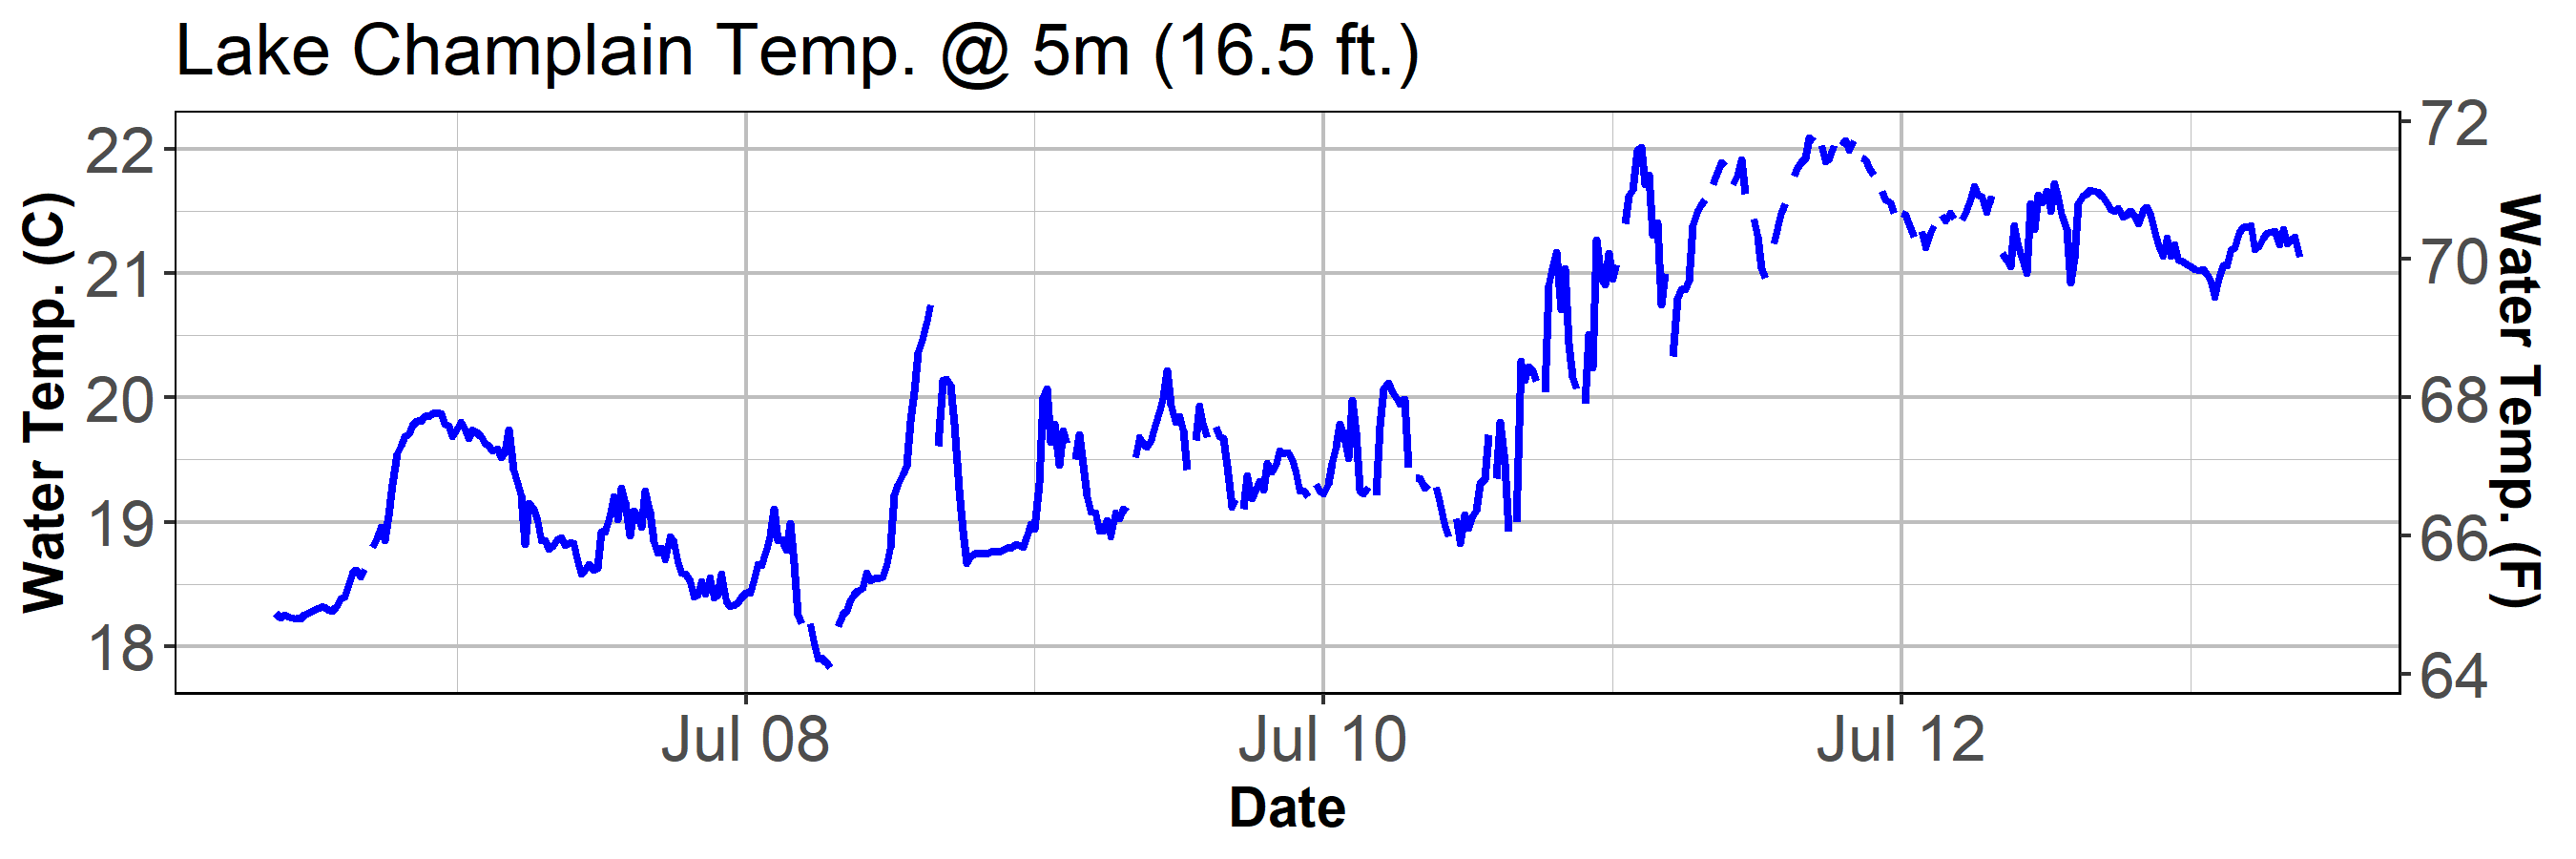 Lake Champlain Temp. @ 5m (16.5 ft.)
Water Temp. (C)
22
21
20
19
18
72
70
68
66
64
Water Temp. (F)
Jul 08
Jul 10
Jul 12
Date